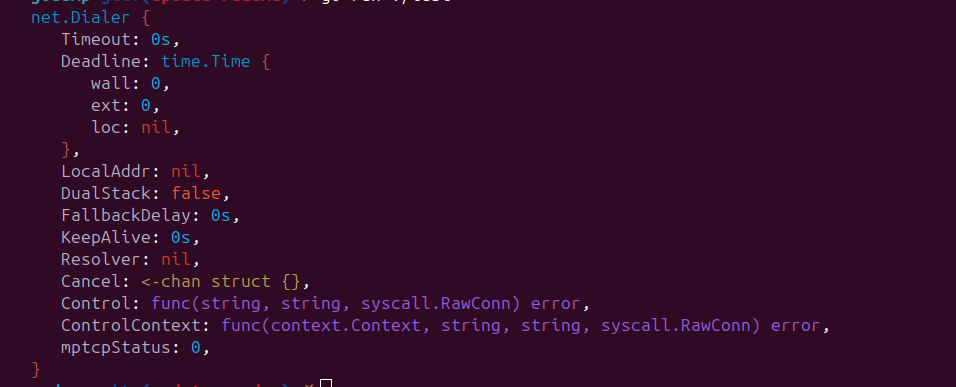 net.Dialer {
Timeout: 0s,
Deadline: time.Time {
wall: 0,
ext: 0,
loc: nil,
},
LocalAddr: nil,
DualStack: false,
FallbackDelay: 0s,
KeepAlive: 0s,
Resolver: nil,
Cancel: <-chan struct {},
Control: func(string, string, syscall.RawConn) error,
ControlContext: func(context.Context, string, string, syscall.RawConn) error,
mptcpStatus: 0,
}